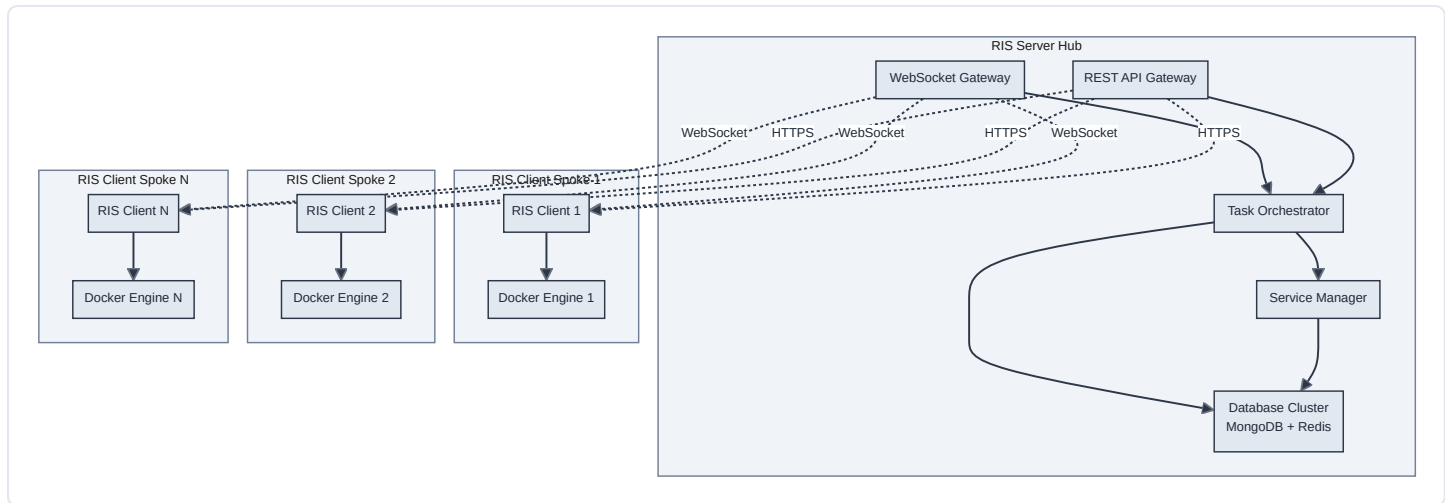 RIS Server Hub
WebSocket Gateway
REST API Gateway
WebSocket
HTTPS
WebSocket
HTTPS
WebSocket
HTTPS
RIS Client Spoke N
RIS Client Spoke 2
RIS Client Spoke 1
RIS Client N
RIS Client 2
RIS Client 1
Task Orchestrator
Docker Engine N
Docker Engine 2
Docker Engine 1
Service Manager
Database Cluster
MongoDB + Redis